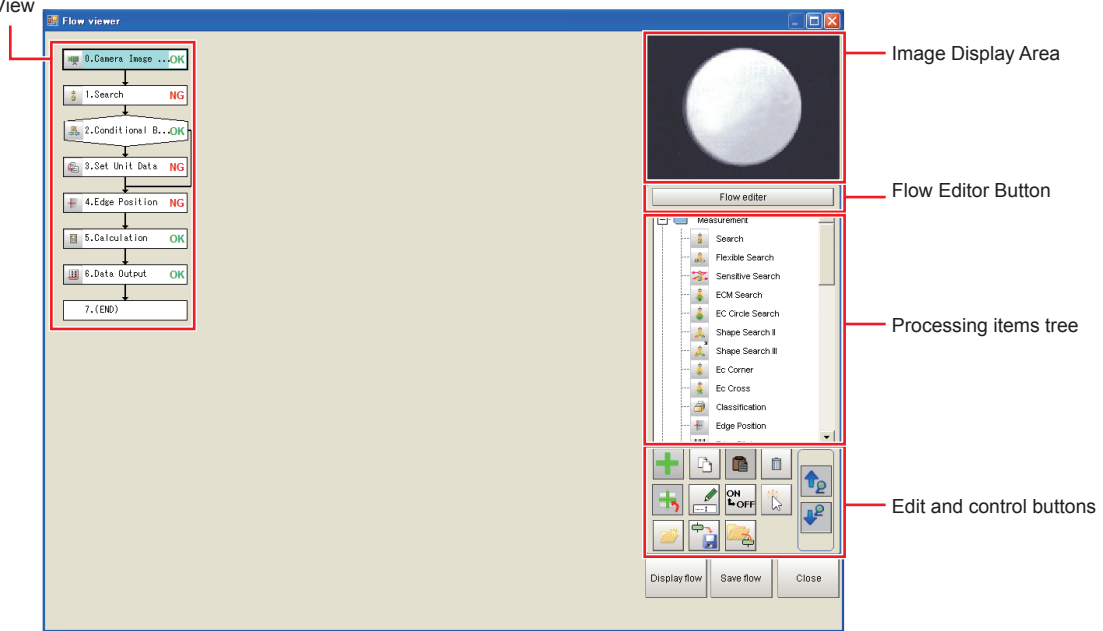 View
Flow viewer
0.Camera Image ...OK
1.Search NG
2.Conditional B...OK
3.Set Unit Data NG
4.Edge Position NG
5.Calculation OK
6.Data Output OK
7.(END)
Image Display Area
Flow editer
Flow Editor Button
Measurement
Search
Flexible Search
Sensitive Search
ECM Search
EC Circle Search
Shape Search II
Shape Search III
Ec Corner
Ec Cross
Classification
Edge Position
Processing items tree
ON
OFF
Edit and control buttons
Display flow
Save flow
Close